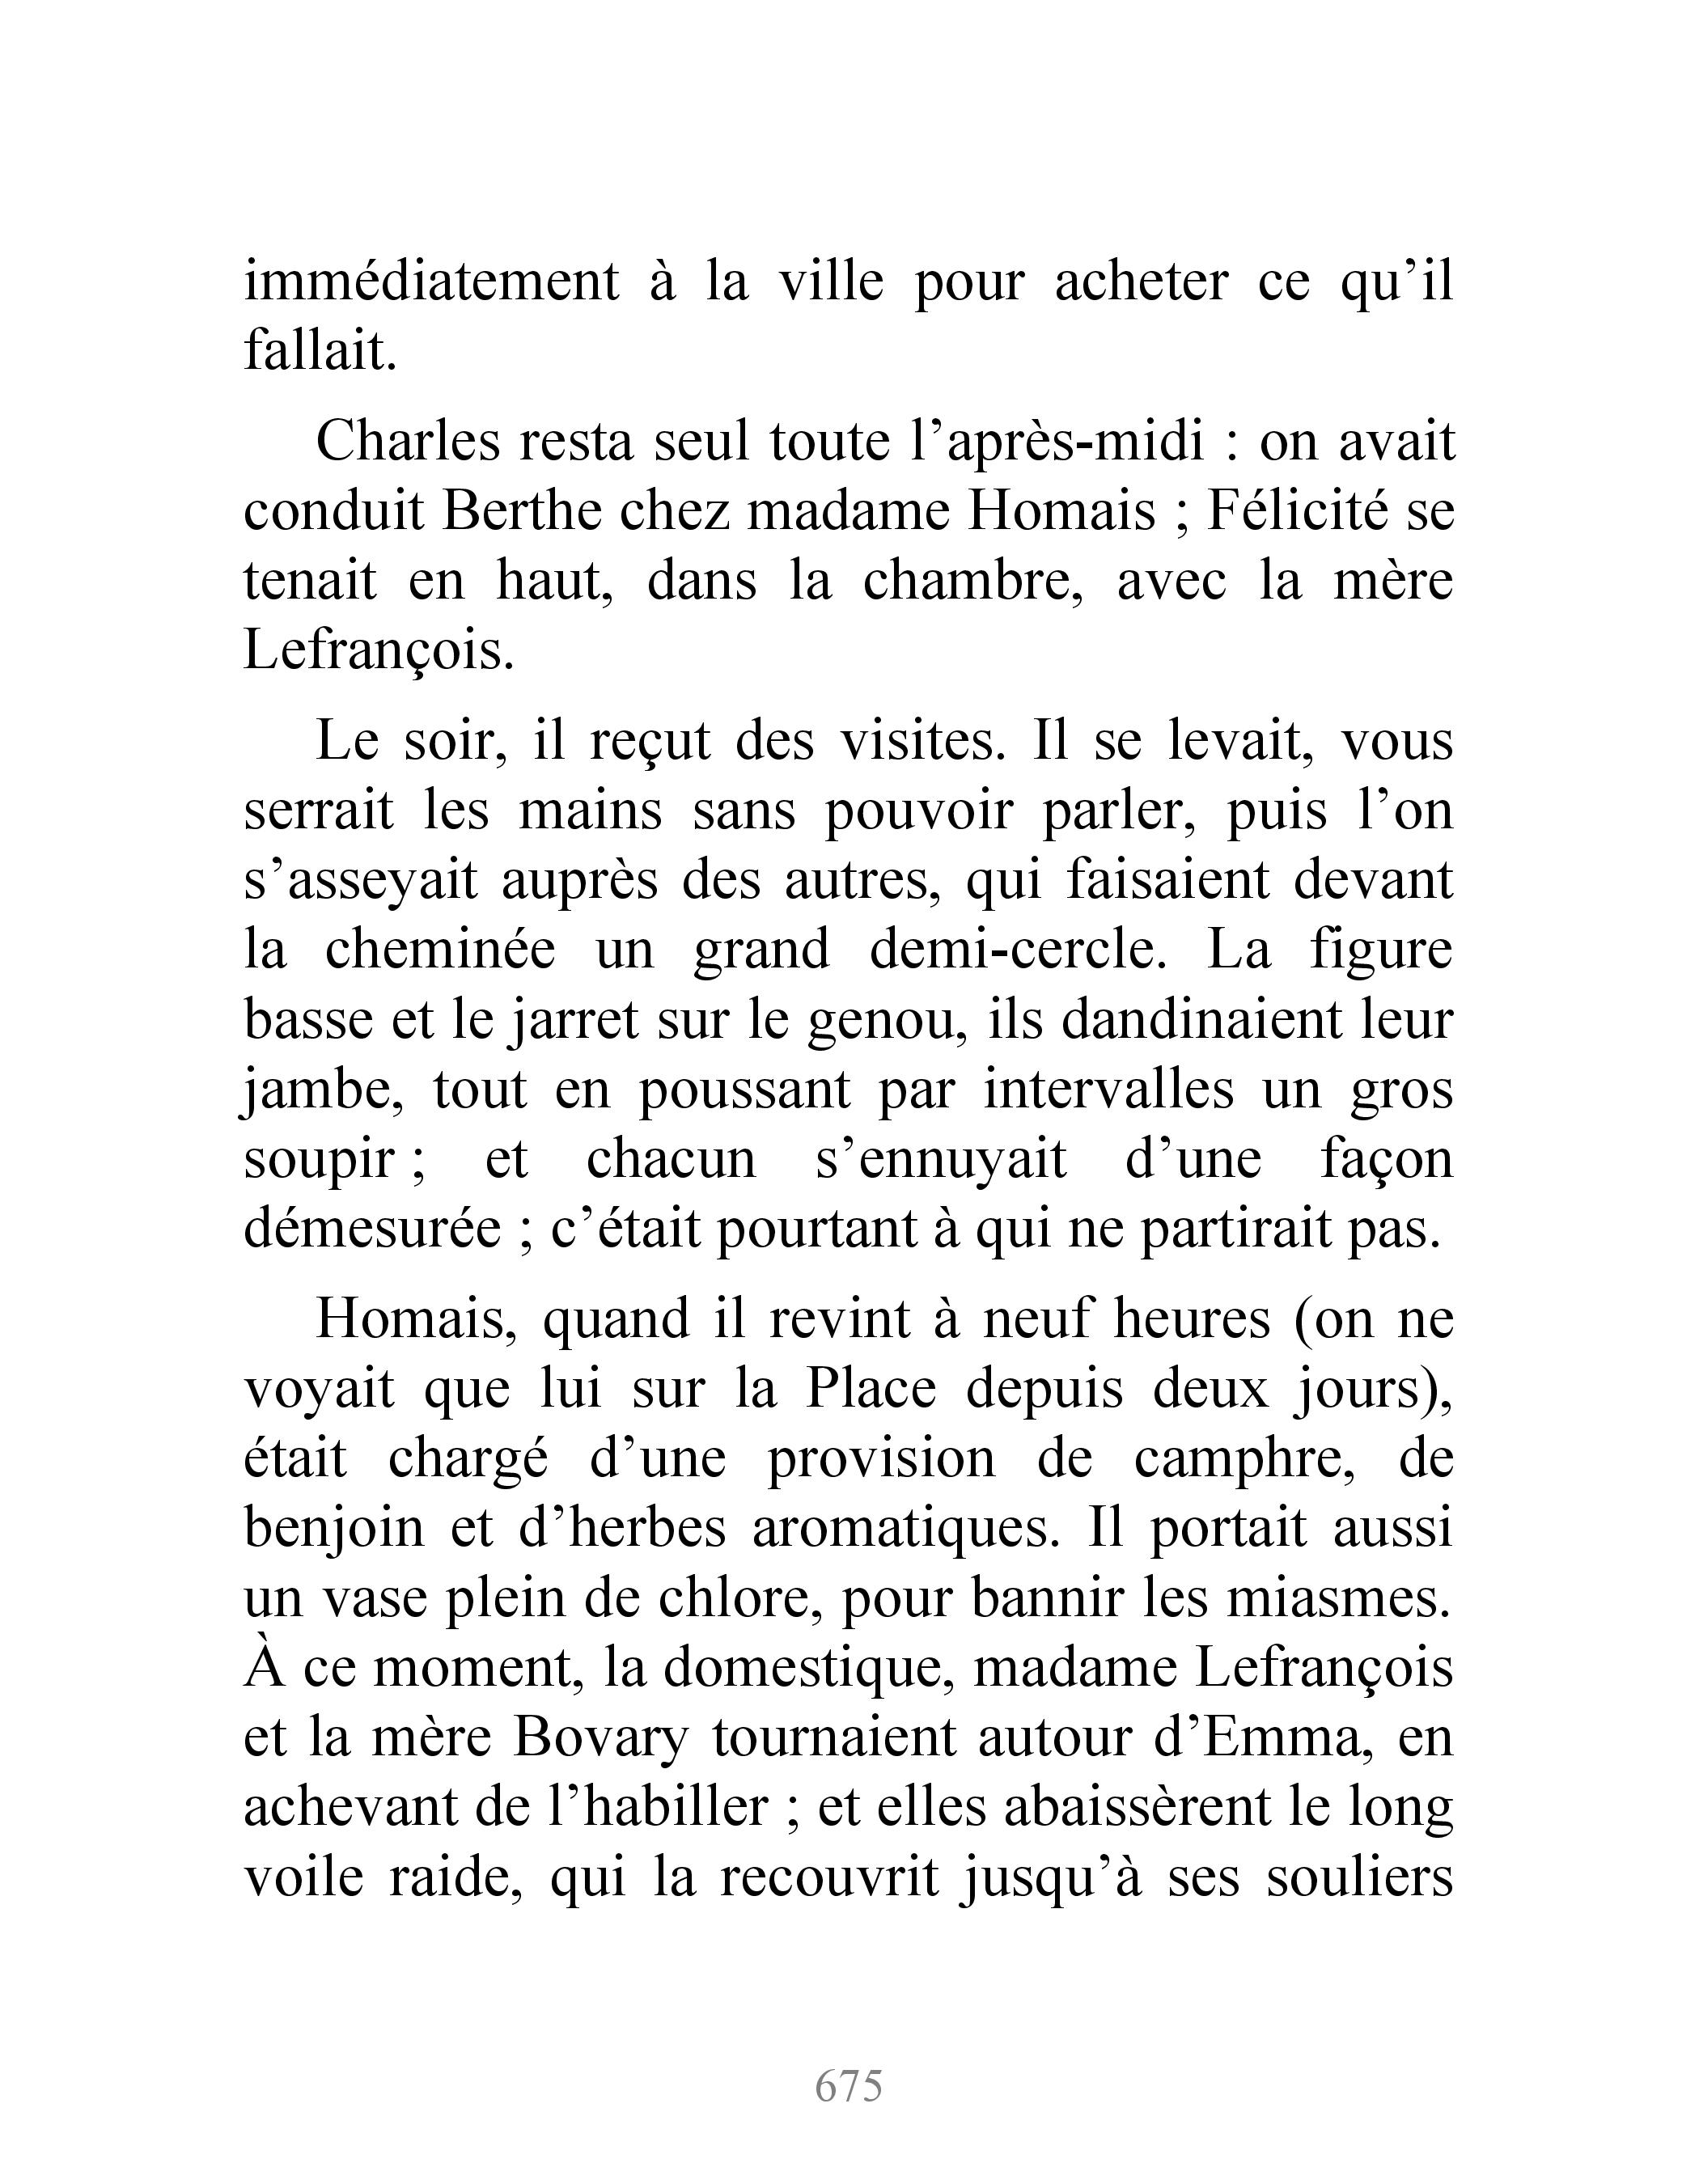 immédiatement à la ville pour acheter ce qu’il
fallait.
Charles resta seul toute l’après-midi : on avait
conduit Berthe chez madame Homais ; Félicité se
tenait en haut, dans la chambre, avec la mère
Lefrançois.
Le soir, il reçut des visites. Il se levait, vous
serrait les mains sans pouvoir parler, puis l’on
s’asseyait auprès des autres, qui faisaient devant
la cheminée un grand demi-cercle. La figure
basse et le jarret sur le genou, ils dandinaient leur
jambe, tout en poussant par intervalles un gros
soupir ; et chacun s’ennuyait d’une façon
démesurée ; c’était pourtant à qui ne partirait pas.
Homais, quand il revint à neuf heures (on ne
voyait que lui sur la Place depuis deux jours),
était chargé d’une provision de camphre, de
benjoin et d’herbes aromatiques. Il portait aussi
un vase plein de chlore, pour bannir les miasmes.
À ce moment, la domestique, madame Lefrançois
et la mère Bovary tournaient autour d’Emma, en
achevant de l’habiller ; et elles abaissèrent le long
voile raide, qui la recouvrit jusqu’à ses souliers
675